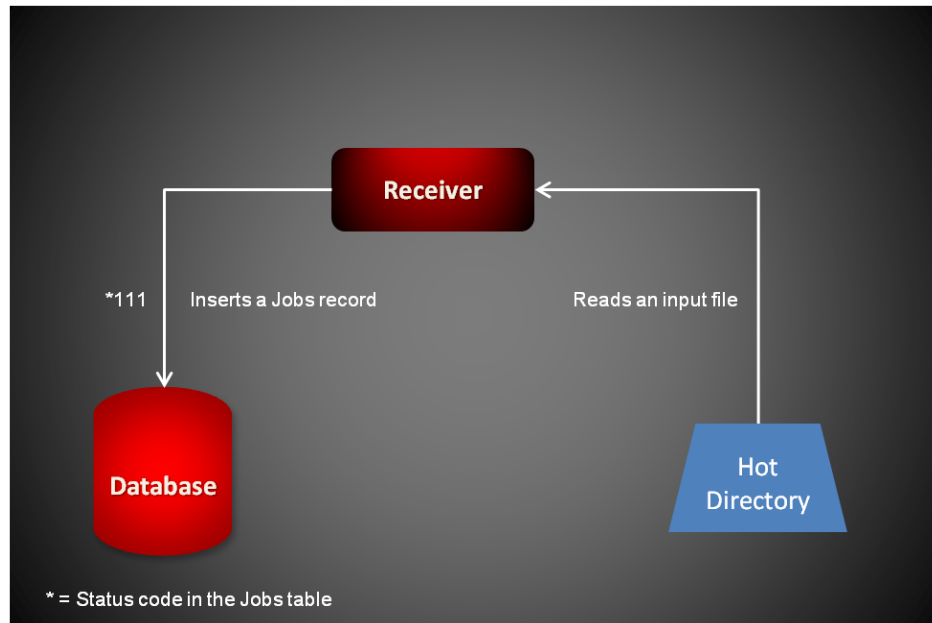 Receiver
*111
Inserts a Jobs record
Reads an input file
Database
Hot
Directory
* = Status code in the Jobs table